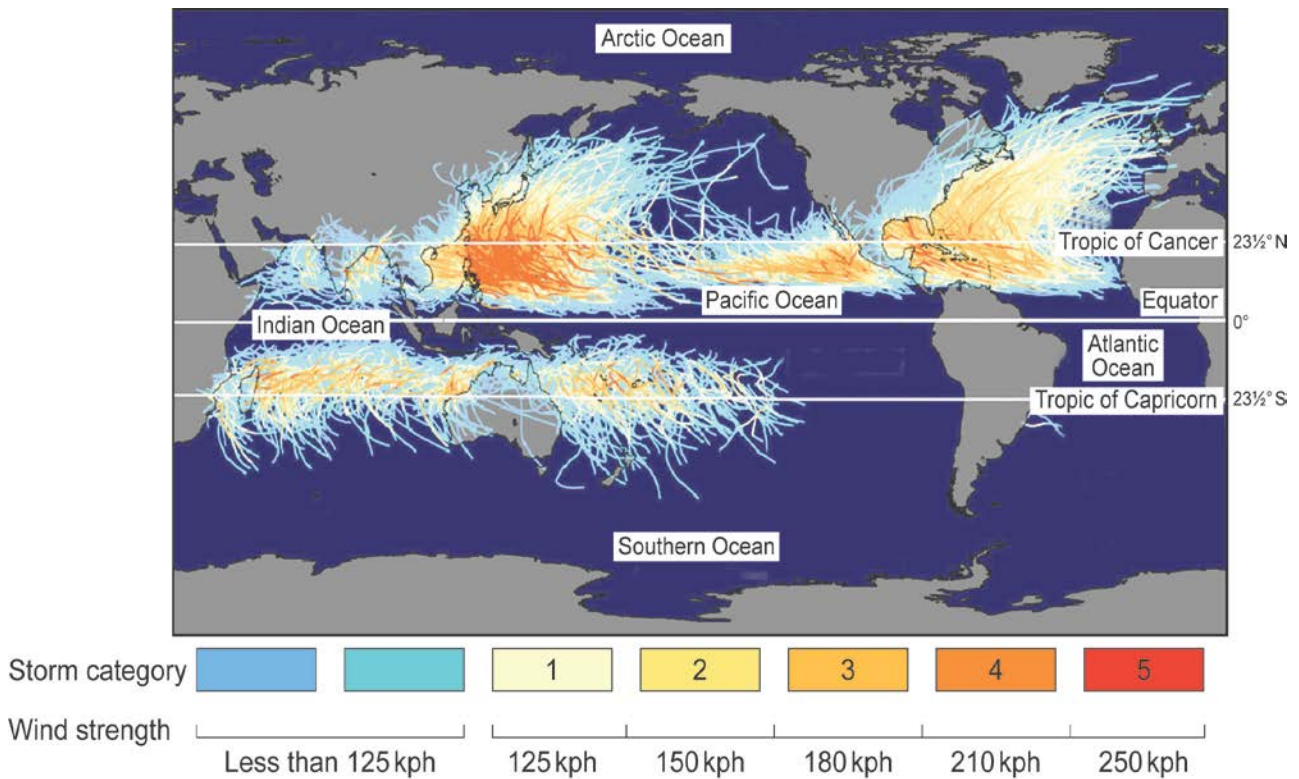 Arctic Ocean
Tropic of Cancer 23½° N
Pacific Ocean
Equator
Indian Ocean 0°
Atlantic
Ocean
Tropic of Capricorn 23½° S
Southern Ocean
Storm category 1 2 3 4 5
Wind strength
Less than 125 kph 125 kph 150 kph 180 kph 210 kph 250 kph